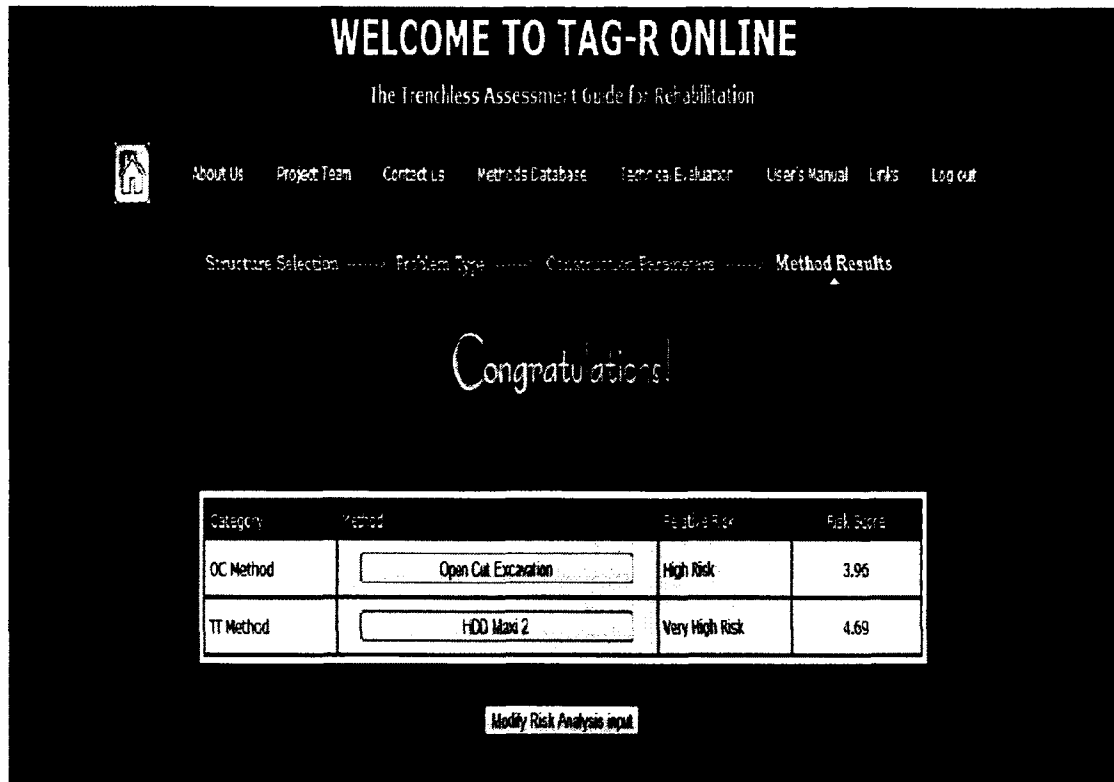 WELCOME TO TAG-R ONLINE
The Trenchless Assessment Guide for Rehabilitation
About Us Project Team Contact Us Methods Database Technical Evaluation User's Manual Links Log out
Structure Selection Problem Type Construction Parameters Method Results
Congratulations!
Category Method Relative Risk Risk Score
OC Method Open Cut Excavation High Risk 3.96
TT Method HDD Maxi 2 Very High Risk 4.69
Modify Risk Analysis input